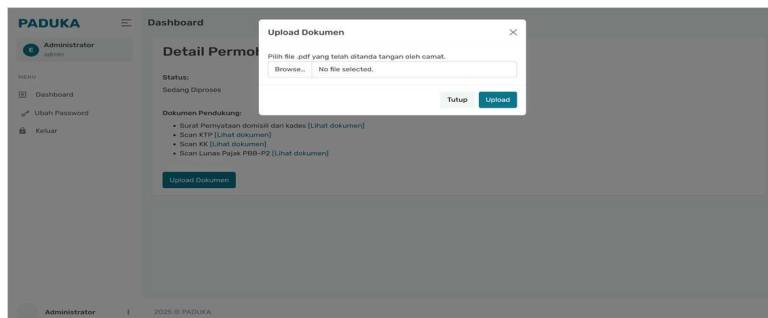 PADUKA
Dashboard
E
Administrator
admin
MENU
Dashboard
Ubah Password
Keluar
Upload Dokumen
Pilih file .pdf yang telah ditanda tangan oleh camat.
Browse... No file selected.
Tutup Upload
Detail Permoh
Status:
Sedang Diproses
Dokumen Pendukung:
Surat Pernyataan domisili dari kades [Lihat dokumen]
Scan KTP [Lihat dokumen]
Scan KK [Lihat dokumen]
Scan Lunas Pajak PBB-P2 [Lihat dokumen]
Upload Dokumen
Administrator
2025 © PADUKA